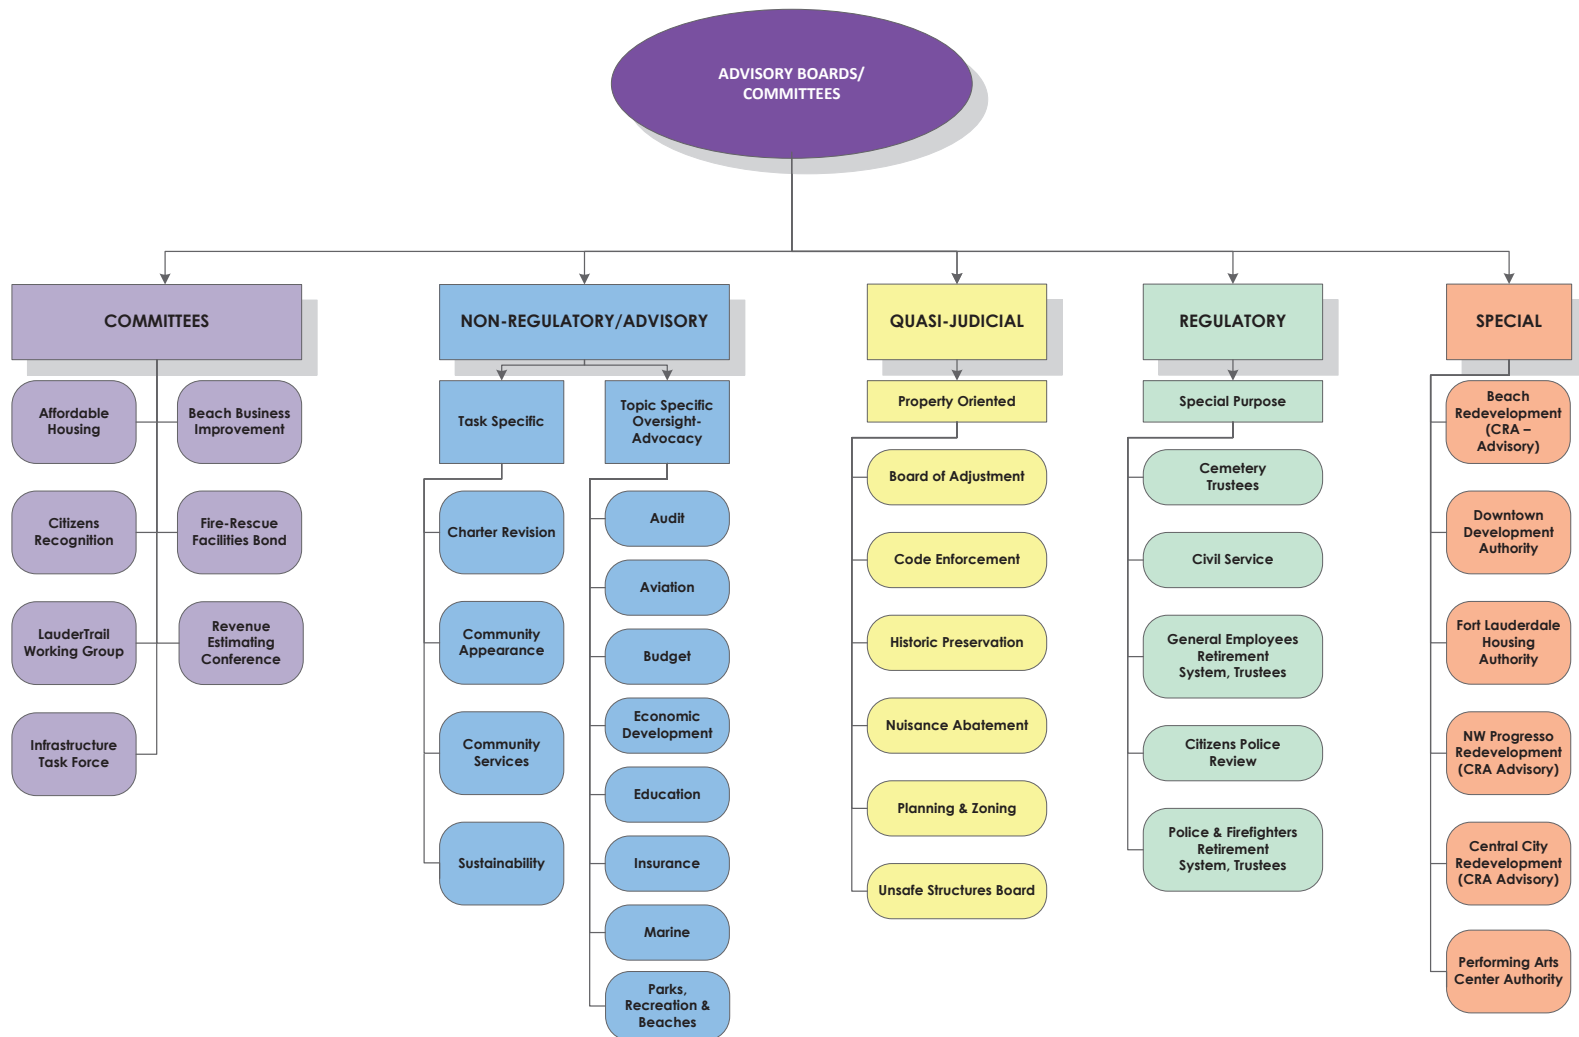 ADVISORY BOARDS/
COMMITTEES
COMMITTEES
Affordable
Housing
Beach Business
Improvement
Citizens
Recognition
Fire-Rescue
Facilities Bond
LauderTrail
Working Group
Revenue
Estimating
Conference
Infrastructure
Task Force
NON-REGULATORY/ADVISORY
Task Specific
Charter Revision
Community
Appearance
Community
Services
Sustainability
Topic Specific
Oversight-
Advocacy
Audit
Aviation
Budget
Economic
Development
Education
Insurance
Marine
Parks,
Recreation &
Beaches
QUASI-JUDICIAL
Property Oriented
Board of Adjustment
Code Enforcement
Historic Preservation
Nuisance Abatement
Planning & Zoning
Unsafe Structures Board
REGULATORY
Special Purpose
Cemetery
Trustees
Civil Service
General Employees
Retirement
System, Trustees
Citizens Police
Review
Police & Firefighters
Retirement
System, Trustees
SPECIAL
Beach
Redevelopment
(CRA –
Advisory)
Downtown
Development
Authority
Fort Lauderdale
Housing
Authority
NW Progresso
Redevelopment
(CRA Advisory)
Central City
Redevelopment
(CRA Advisory)
Performing Arts
Center Authority